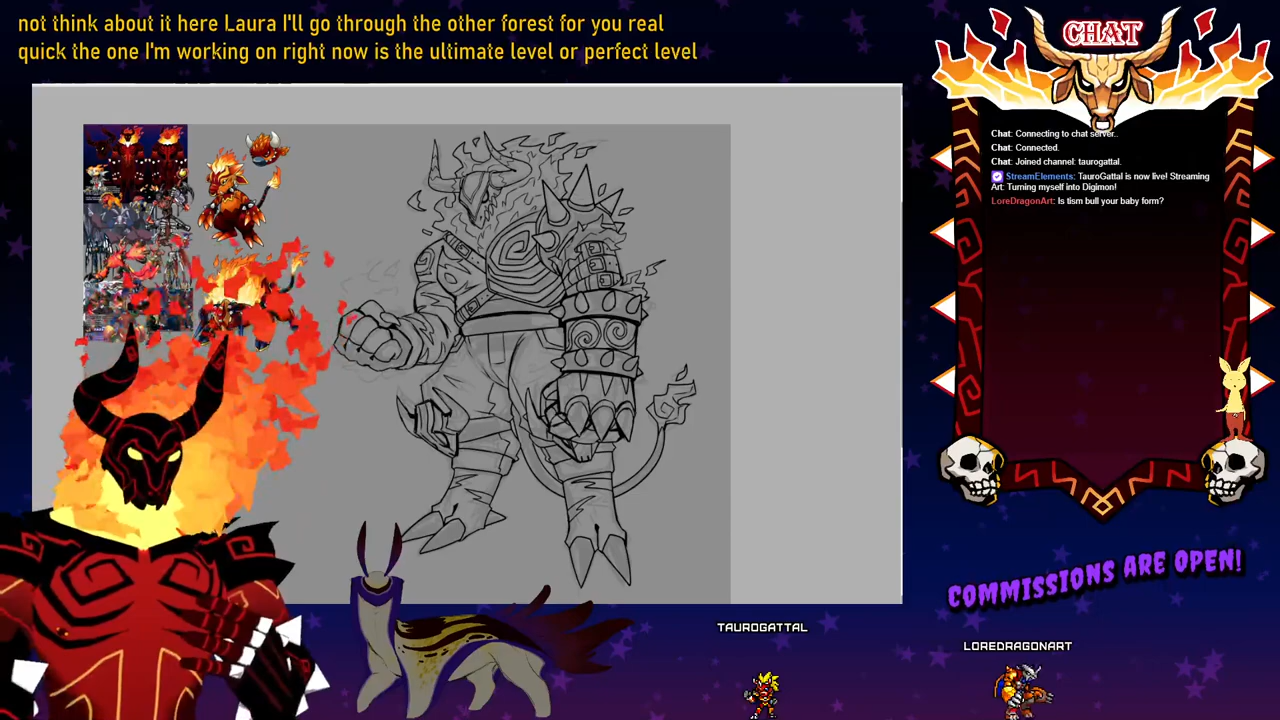 not think about it here Laura I'll go through the other forest for you real
quick the one I'm working on right now is the ultimate level or perfect level
CHAT
Chat: Connecting to chat server..
Chat: Connected.
Chat: Joined channel: taurogattal.
StreamElements: TauroGattal is now live! Streaming
Art: Turning myself into Digimon!
LoreDragonArt: Is tism bull your baby form?
COMMISSIONS ARE OPEN!
TAUROGATTAL
LOREDRAGONART